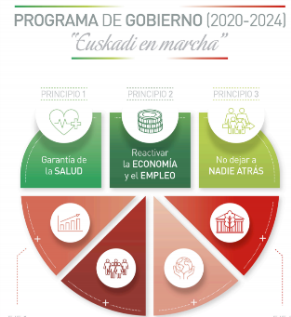 PROGRAMA DE GOBIERNO (2020-2024)
"Euskadi en marcha"
PRINCIPIO 1
PRINCIPIO 2
PRINCIPIO 3
Garantía de
la SALUD
Reactivar
la ECONOMÍA
y el EMPLEO
No dejar a
NADIE ATRÁS
+
+
+
+